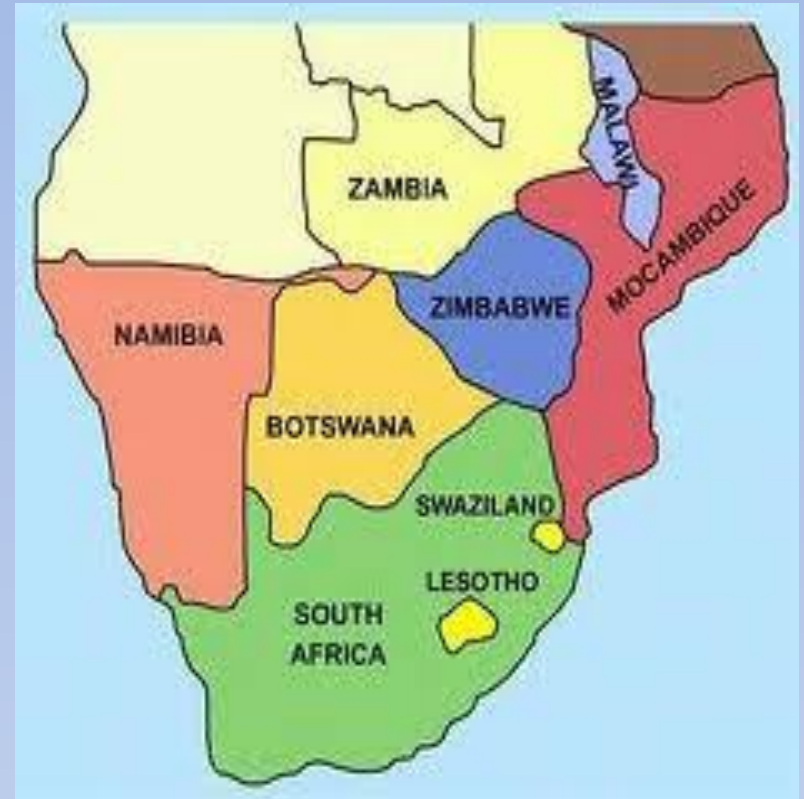 MALAWI
ZAMBIA
MOCAMBIQUE
ZIMBABWE
NAMIBIA
BOTSWANA
SWAZILAND
LESOTHO
SOUTH
AFRICA